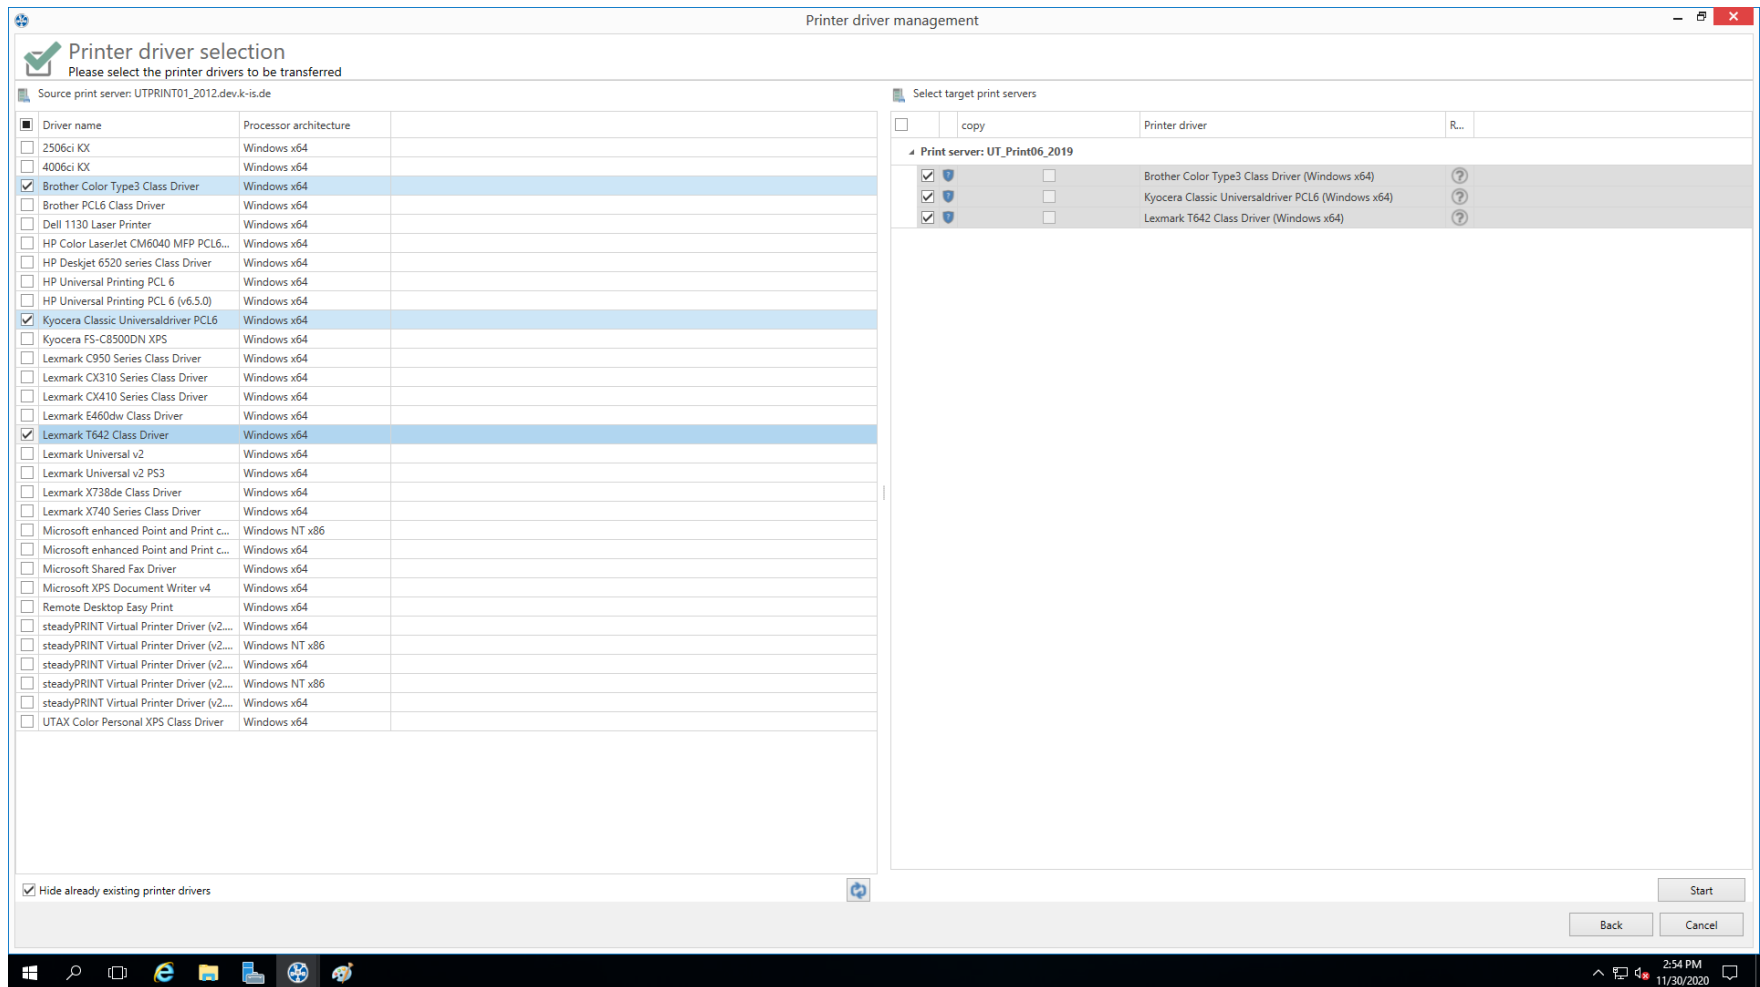 Printer driver management
Printer driver selection
Please select the printer drivers to be transferred
Source print server: UTPRINT01_2012.dev.k-is.de
Select target print servers
Driver name Processor architecture
2506ci KX Windows x64
4006ci KX Windows x64
Brother Color Type3 Class Driver Windows x64
Brother PCL6 Class Driver Windows x64
Dell 1130 Laser Printer Windows x64
HP Color LaserJet CM6040 MFP PCL6... Windows x64
HP Deskjet 6520 series Class Driver Windows x64
HP Universal Printing PCL 6 Windows x64
HP Universal Printing PCL 6 (v6.5.0) Windows x64
Kyocera Classic Universaldriver PCL6 Windows x64
Kyocera FS-C8500DN XPS Windows x64
Lexmark C950 Series Class Driver Windows x64
Lexmark CX310 Series Class Driver Windows x64
Lexmark CX410 Series Class Driver Windows x64
Lexmark E460dw Class Driver Windows x64
Lexmark T642 Class Driver Windows x64
Lexmark Universal v2 Windows x64
Lexmark Universal v2 PS3 Windows x64
Lexmark X738de Class Driver Windows x64
Lexmark X740 Series Class Driver Windows x64
Microsoft enhanced Point and Print c... Windows NT x86
Microsoft enhanced Point and Print c... Windows x64
Microsoft Shared Fax Driver Windows x64
Microsoft XPS Document Writer v4 Windows x64
Remote Desktop Easy Print Windows x64
steadyPRINT Virtual Printer Driver (v2.... Windows x64
steadyPRINT Virtual Printer Driver (v2.... Windows NT x86
steadyPRINT Virtual Printer Driver (v2.... Windows x64
steadyPRINT Virtual Printer Driver (v2.... Windows NT x86
steadyPRINT Virtual Printer Driver (v2.... Windows x64
UTAX Color Personal XPS Class Driver Windows x64
copy Printer driver R...
Print server: UT_Print06_2019
Brother Color Type3 Class Driver (Windows x64)
Kyocera Classic Universaldriver PCL6 (Windows x64)
Lexmark T642 Class Driver (Windows x64)
Hide already existing printer drivers
Start
Back Cancel
2:54 PM
11/30/2020